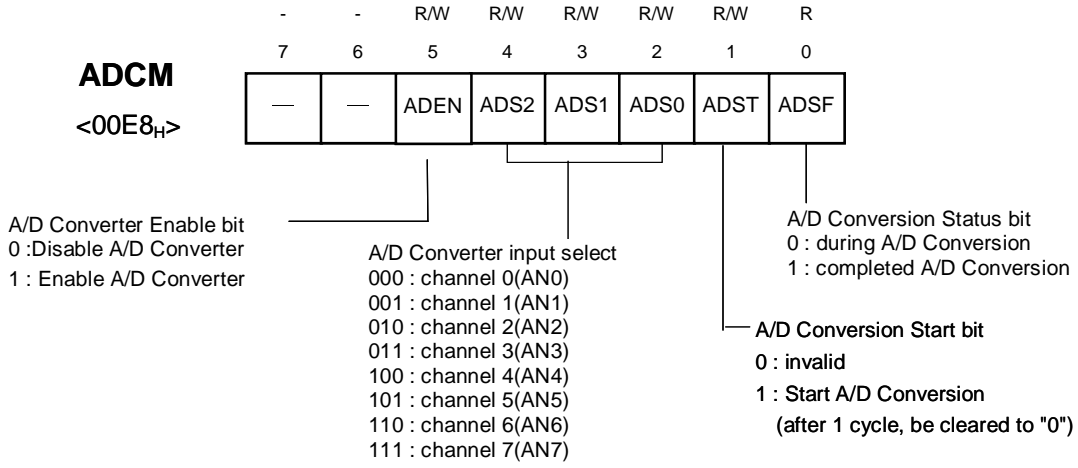 - - R/W R/W R/W R/W R/W R
7 6 5 4 3 2 1 0
ADCM
<00E8H>
— — ADEN ADS2 ADS1 ADS0 ADST ADSF
A/D Converter Enable bit
0 :Disable A/D Converter
1 : Enable A/D Converter
A/D Converter input select
000 : channel 0(AN0)
001 : channel 1(AN1)
010 : channel 2(AN2)
011 : channel 3(AN3)
100 : channel 4(AN4)
101 : channel 5(AN5)
110 : channel 6(AN6)
111 : channel 7(AN7)
A/D Conversion Status bit
0 : during A/D Conversion
1 : completed A/D Conversion
A/D Conversion Start bit
0 : invalid
1 : Start A/D Conversion
(after 1 cycle, be cleared to "0")